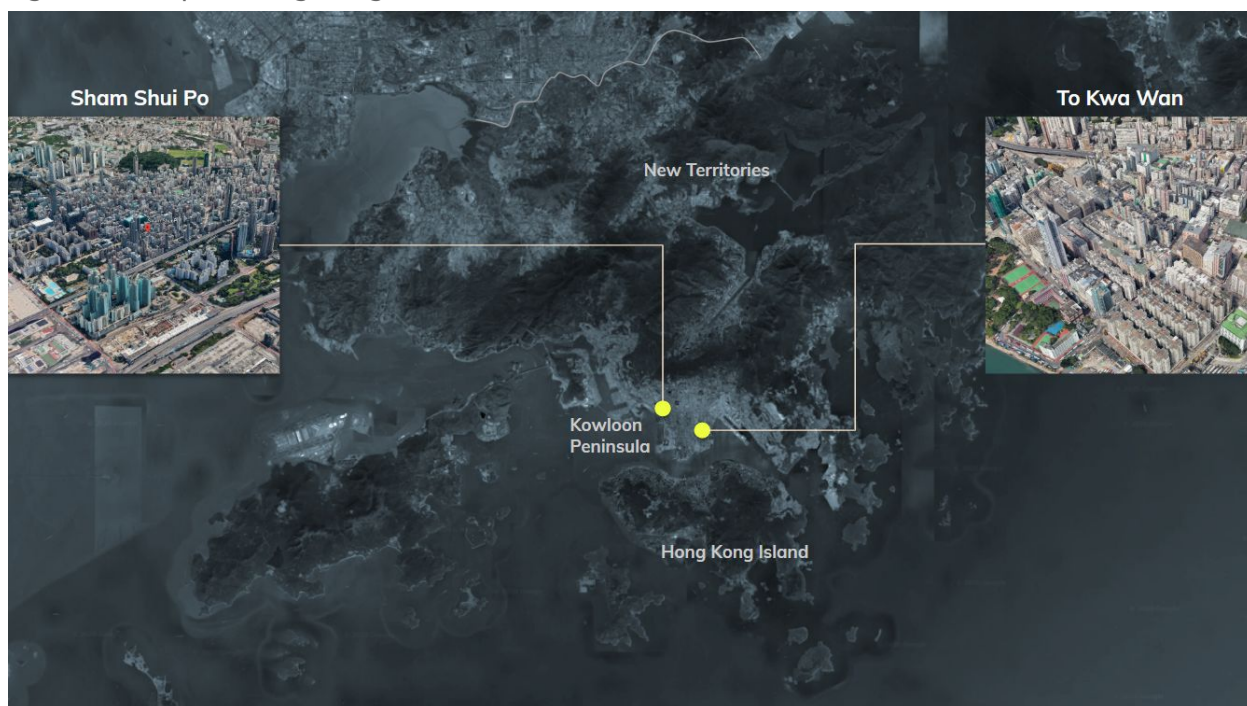 Sham Shui Po
To Kwa Wan
New Territories
Kowloon
Peninsula
Hong Kong Island